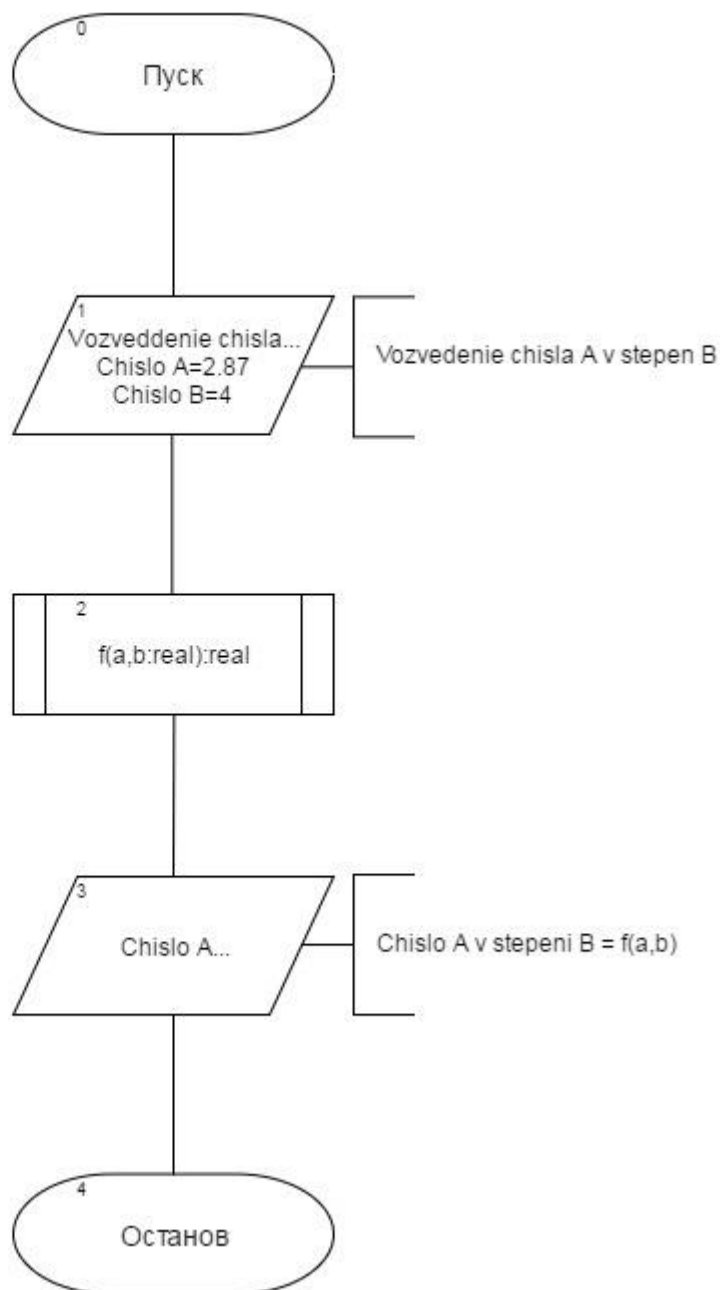 0
Пуск
1
Vozveddenie chisla...
Chislo A=2.87
Chislo B=4
Vozvedenie chisla A v stepen B
2
f(a,b:real):real
3
Chislo A...
Chislo A v stepeni B = f(a,b)
4
Останов